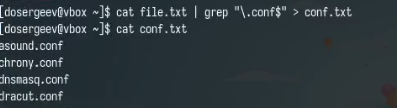 [dosergeev@vbox ~]$ cat file.txt | grep "\.conf$" > conf.txt
[dosergeev@vbox ~]$ cat conf.txt
asound.conf
chrony.conf
dnsmasq.conf
dracut.conf